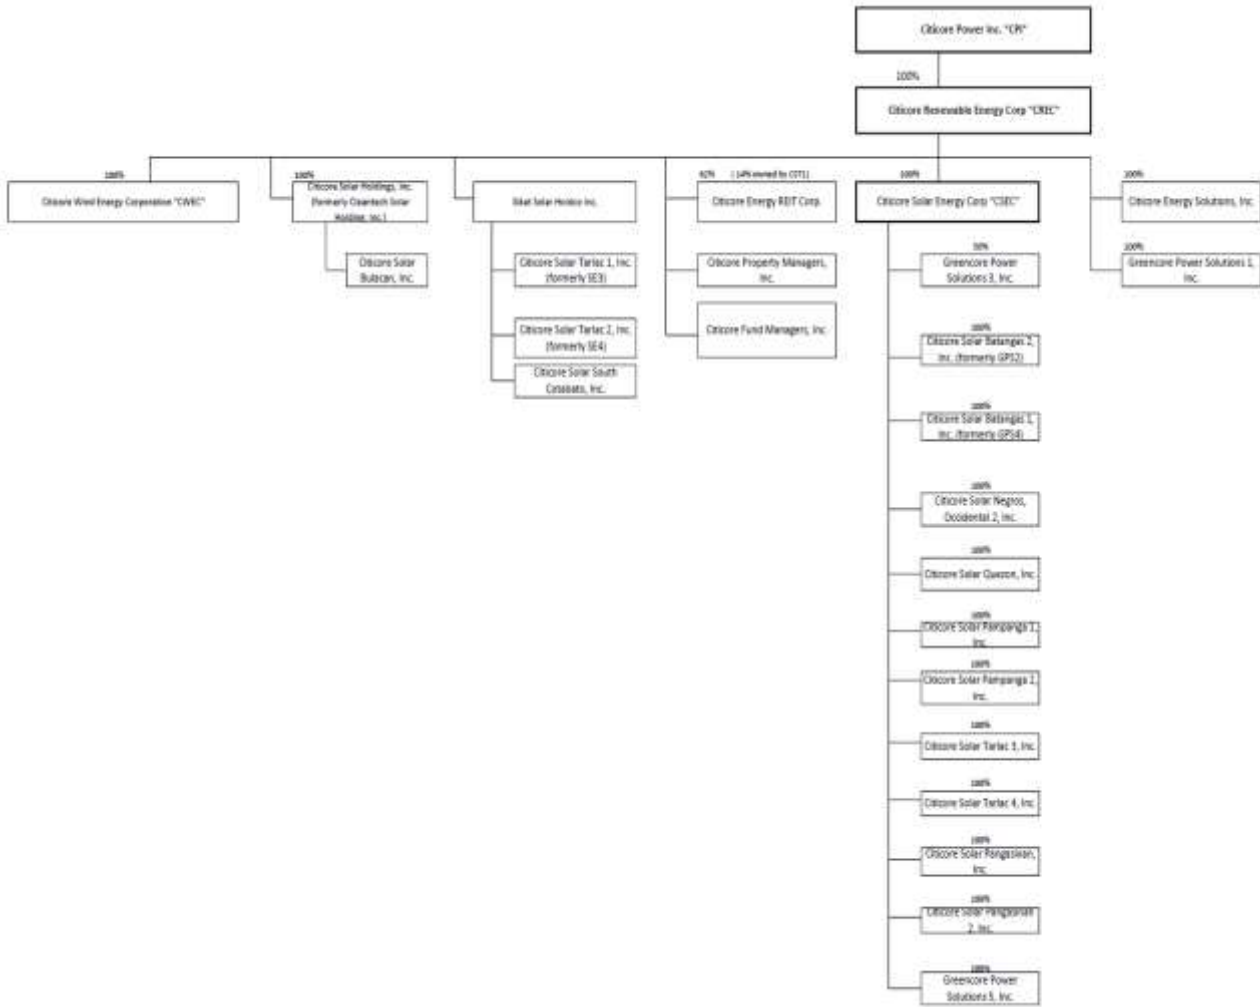 Citicore Power Inc. "CPI"
100%
Citicore Renewable Energy Corp "CREC"
100%
Citicore Wind Energy Corporation "CWEC"
100%
Citicore Solar Holdings, Inc.
(formerly Cleantech Solar
Holding, Inc.)
Citicore Solar
Bulacan, Inc.
Solar Holdco Inc.
Citicore Solar Tarlac 1, Inc.
(formerly SE3)
Citicore Solar Tarlac 2, Inc.
(formerly SE4)
Citicore Solar South
Cotabato, Inc.
62% (14% owned by
Citicore Energy REIT Corp.
Citicore Property Managers,
Inc.
Citicore Fund Managers, Inc
100%
Citicore Solar Energy Corp "CSEC"
Greencore Power
Solutions 3, Inc.
100%
Citicore Solar Batangas 2,
Inc. (formerly GPS2)
100%
Citicore Solar Batangas 1,
Inc. (formerly GPS4)
100%
Citicore Solar Negros,
Occidental 2, Inc.
100%
Citicore Solar Quezon, Inc
100%
Citicore Solar Pampanga 1,
Inc.
100%
Citicore Solar Pampanga 2,
Inc.
100%
Citicore Solar Tarlac 3, Inc.
100%
Citicore Solar Tarlac 4, Inc.
100%
Citicore Solar Pangasinan,
Inc.
100%
Citicore Solar Pangasinan
2, Inc.
100%
Greencore Power
Solutions 5, Inc.
100%
Citicore Energy Solutions, Inc.
100%
Greencore Power Solutions 1,
Inc.